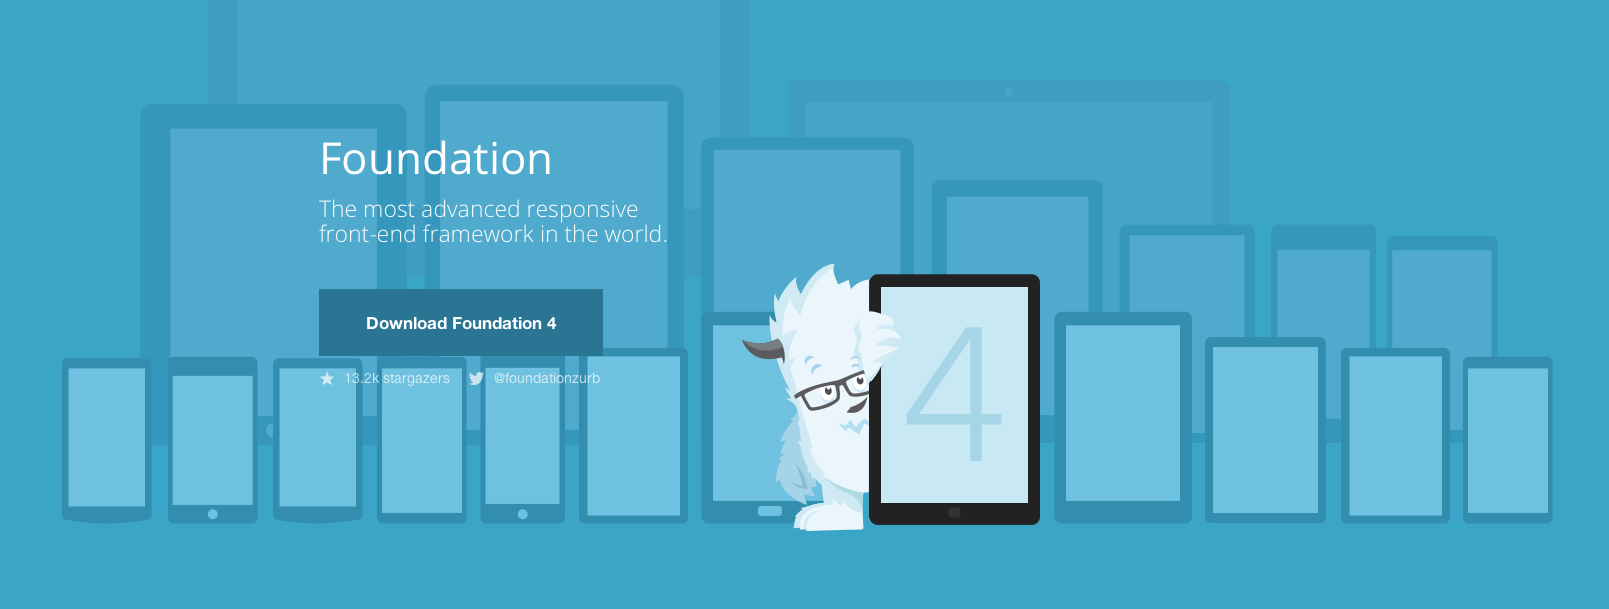 Foundation
The most advanced responsive
front-end framework in the world.
Download Foundation 4
13.2k stargazers @foundationzurb
4